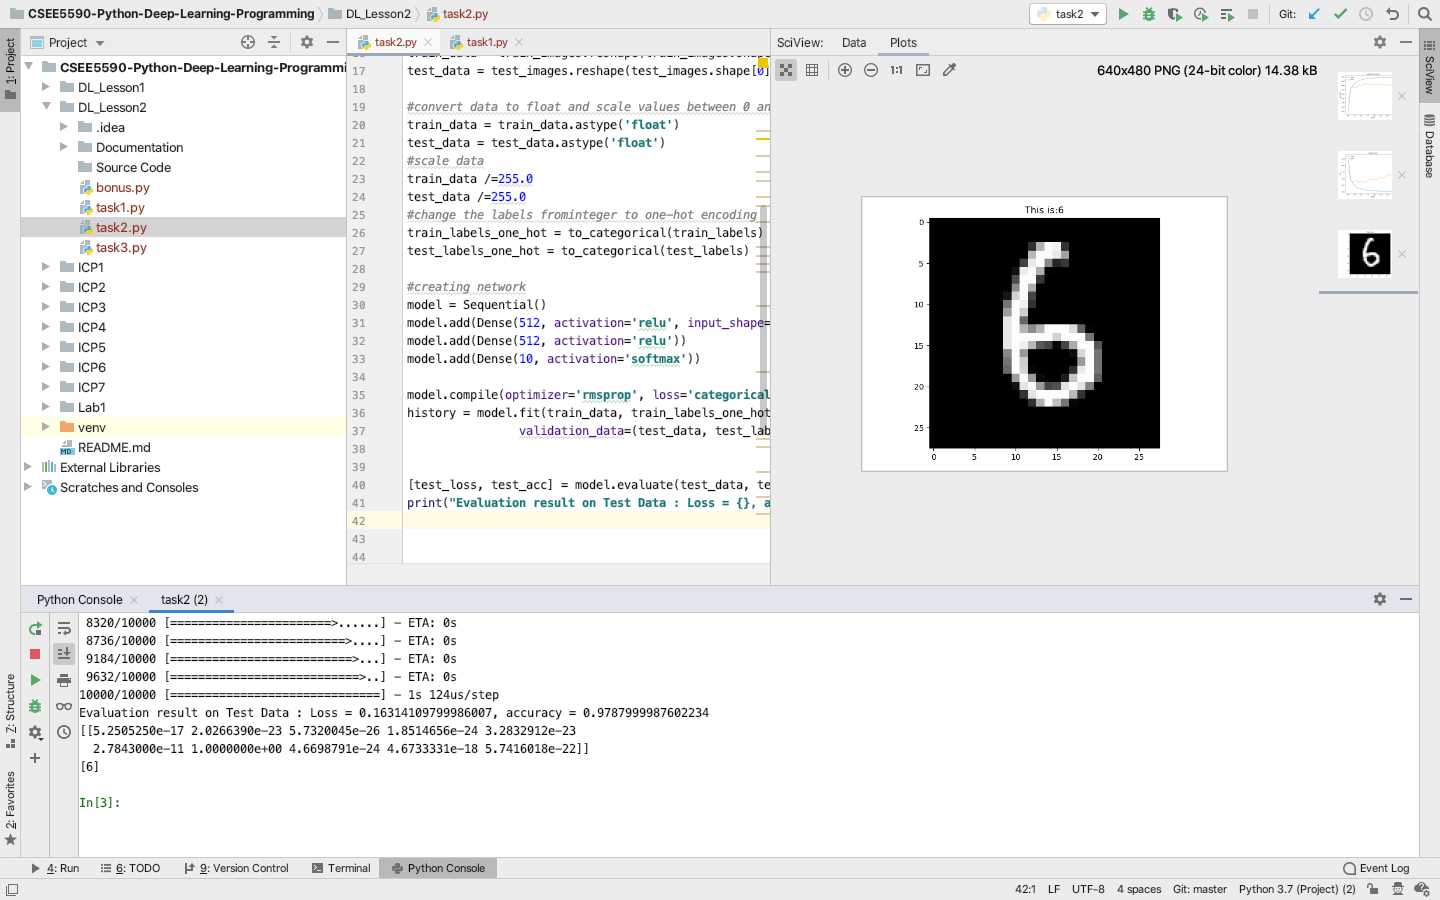 CSEE5590-Python-Deep-Learning-Programming
DL_Lesson2
task2.py
task2
Git:
1: Project
Project
CSEE5590-Python-Deep-Learning-Programmi
DL_Lesson1
DL_Lesson2
.idea
Documentation
Source Code
bonus.py
task1.py
task2.py
task3.py
ICP1
ICP2
ICP3
ICP4
ICP5
ICP6
ICP7
Lab1
venv
README.md
External Libraries
Scratches and Consoles
task2.py
task1.py
17 test_data = test_images.reshape(test_images.shape[0]
18
19 #convert data to float and scale values between 0 an
20 train_data = train_data.astype('float')
21 test_data = test_data.astype('float')
22 #scale data
23 train_data /=255.0
24 test_data /=255.0
25 #change the labels frominteger to one-hot encoding
26 train_labels_one_hot = to_categorical(train_labels)
27 test_labels_one_hot = to_categorical(test_labels)
28
29 #creating network
30 model = Sequential()
31 model.add(Dense(512, activation='relu', input_shape=
32 model.add(Dense(512, activation='relu'))
33 model.add(Dense(10, activation='softmax'))
34
35 model.compile(optimizer='rmsprop', loss='categorical
36 history = model.fit(train_data, train_labels_one_hot
37 validation_data=(test_data, test_lab
38
39
40 [test_loss, test_acc] = model.evaluate(test_data, te
41 print("Evaluation result on Test Data : Loss = {}, a
42
43
44
SciView:
Data
Plots
1:1
640x480 PNG (24-bit color) 14.38 kB
This is:6
0
5
10
15
20
25
0 5 10 15 20 25
SciView
Database
Python Console
task2 (2)
8320/10000 [=======================>......] - ETA: 0s
8736/10000 [=========================>....] - ETA: 0s
9184/10000 [==========================>...] - ETA: 0s
9632/10000 [===========================>..] - ETA: 0s
10000/10000 [==============================] - 1s 124us/step
Evaluation result on Test Data : Loss = 0.16314109799986007, accuracy = 0.9787999987602234
[[5.2505250e-17 2.0266390e-23 5.7320045e-26 1.8514656e-24 3.2832912e-23
2.7843000e-11 1.0000000e+00 4.6698791e-24 4.6733331e-18 5.7416018e-22]]
[6]
In[3]:
Z: Structure
2: Favorites
4: Run
6: TODO
9: Version Control
Terminal
Python Console
Event Log
42:1
LF
UTF-8
4 spaces
Git: master
Python 3.7 (Project) (2)